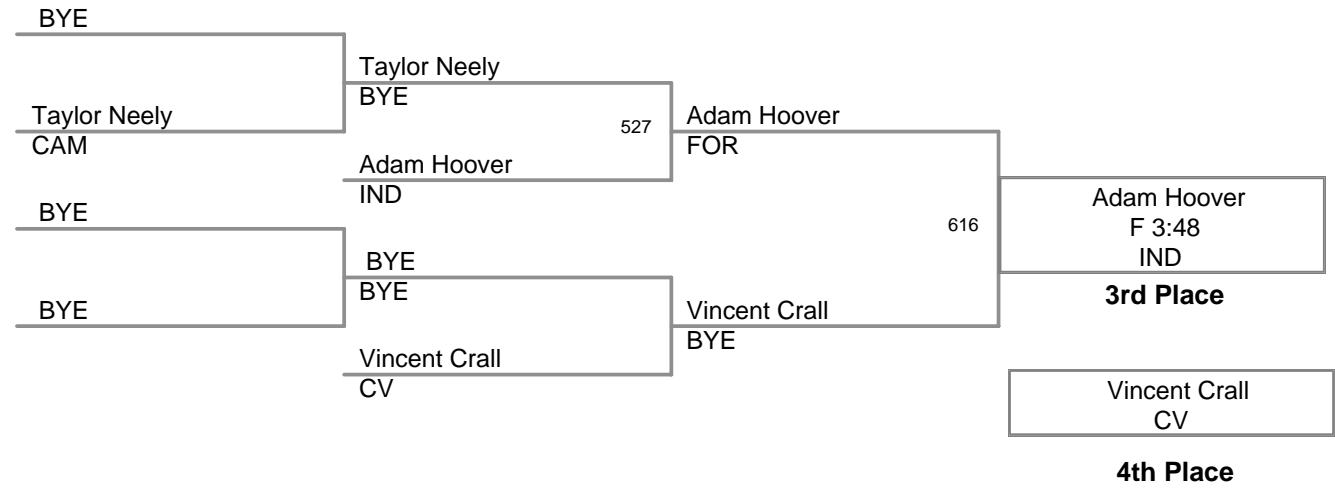 BYE
Taylor Neely
CAM
BYE
BYE
Taylor Neely
BYE
Adam Hoover
IND
BYE
BYE
Vincent Crall
CV
527
Adam Hoover
FOR
Vincent Crall
BYE
616
Adam Hoover
F 3:48
IND
3rd Place
Vincent Crall
CV
4th Place